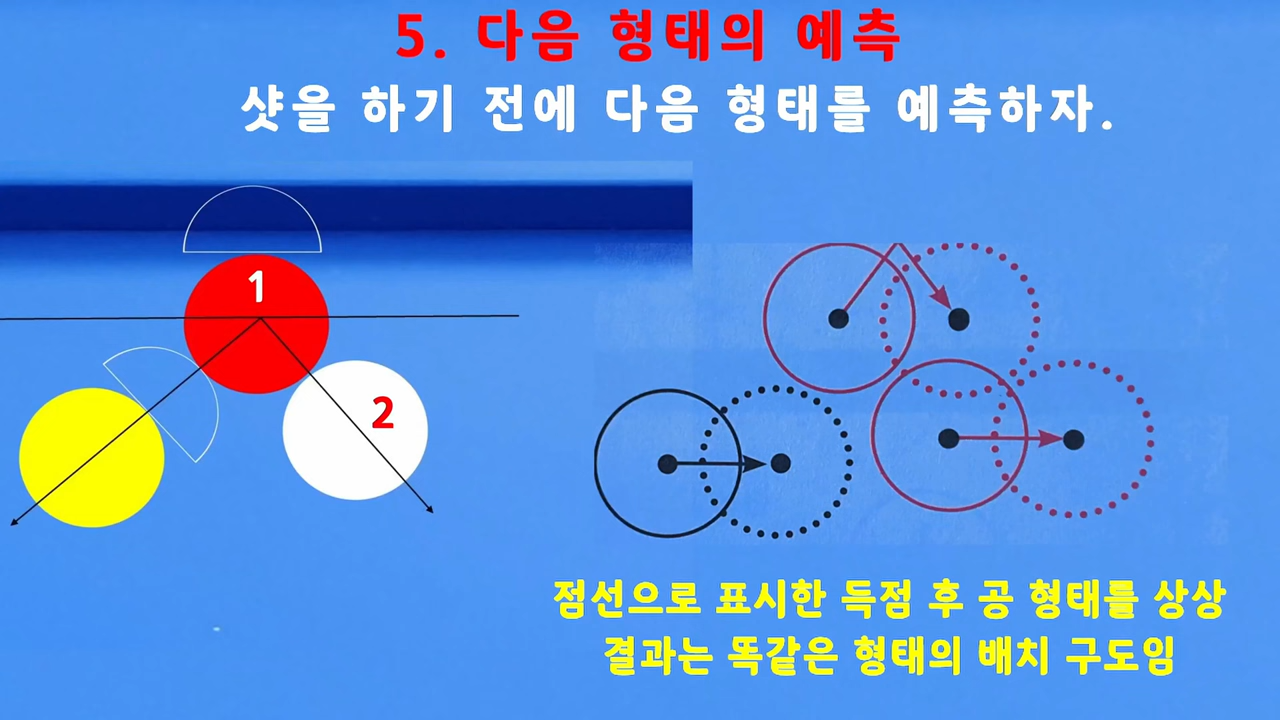 5. 다음 형태의 예측
샷을 하기 전에 다음 형태를 예측하자.
1
2
점선으로 표시한 득점 후 공 형태를 상상
결과는 똑같은 형태의 배치 구도임